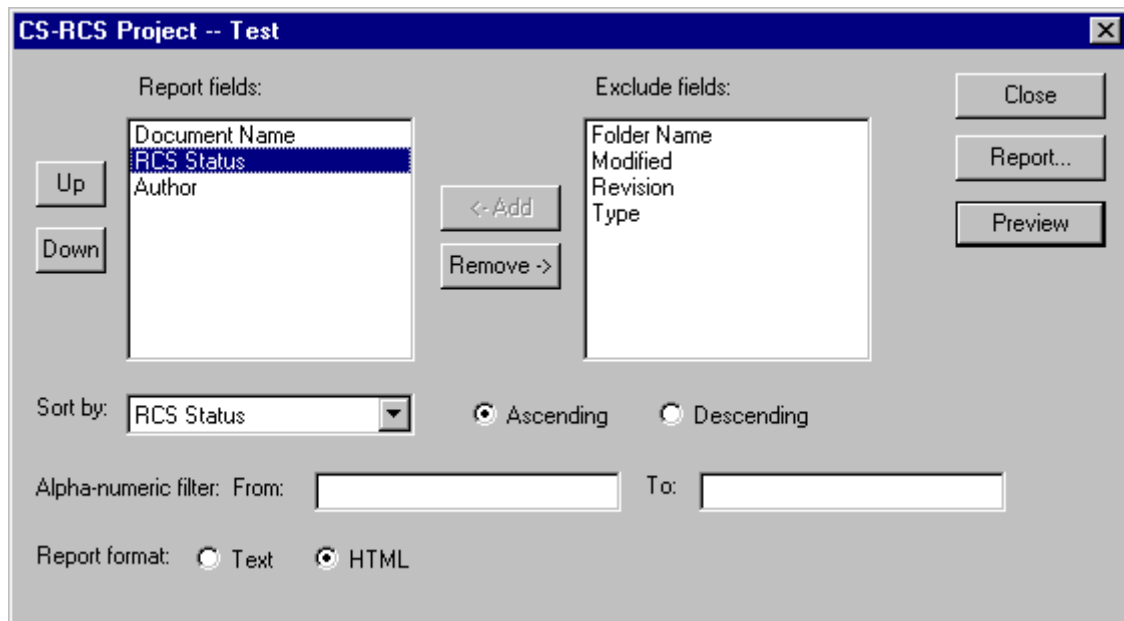 CS-RCS Project -- Test
Report fields:
Exclude fields:
Close
Document Name
RCS Status
Author
Folder Name
Modified
Revision
Type
Report...
Up
<- Add
Preview
Down
Remove ->
Sort by:
RCS Status
Ascending
Descending
Alpha-numeric filter: From:
To:
Report format:
Text
HTML